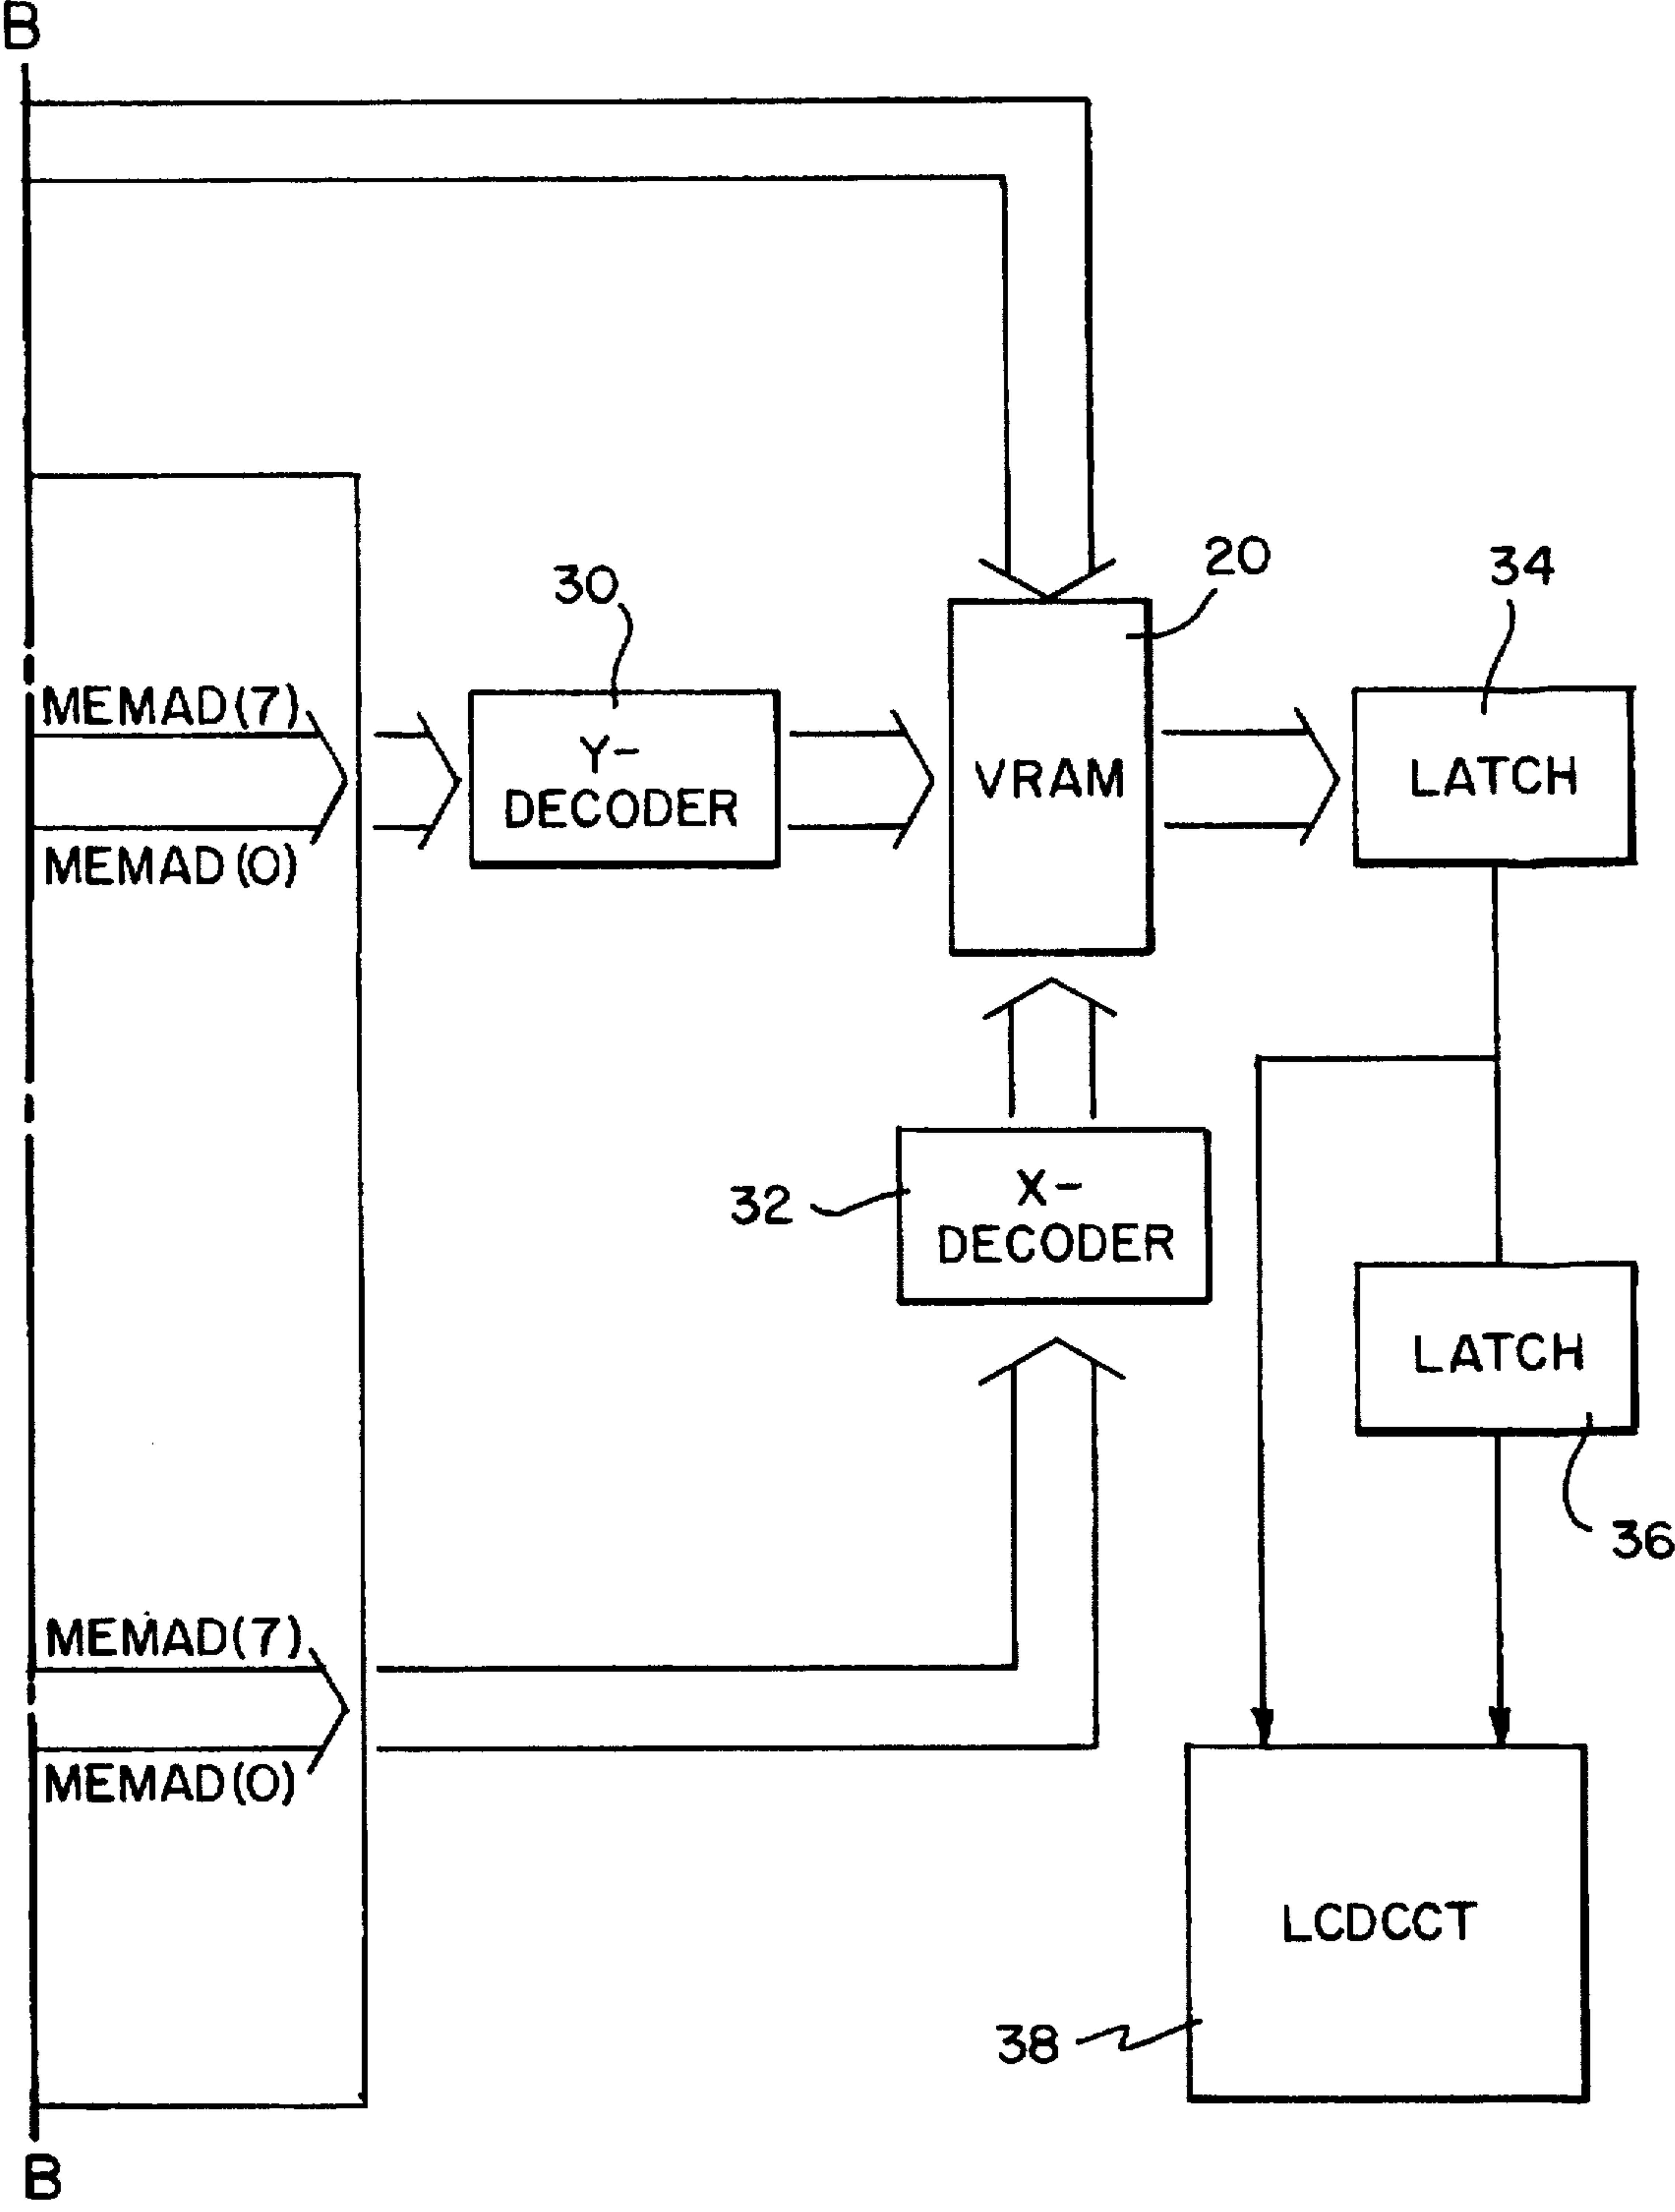 B
20
34
30
MEMAD(7)
Y-
DECODER
VRAM
LATCH
MEMAD(0)
32
X-
DECODER
LATCH
36
MEMAD(7)
MEMAD(0)
LCDCCT
38
B